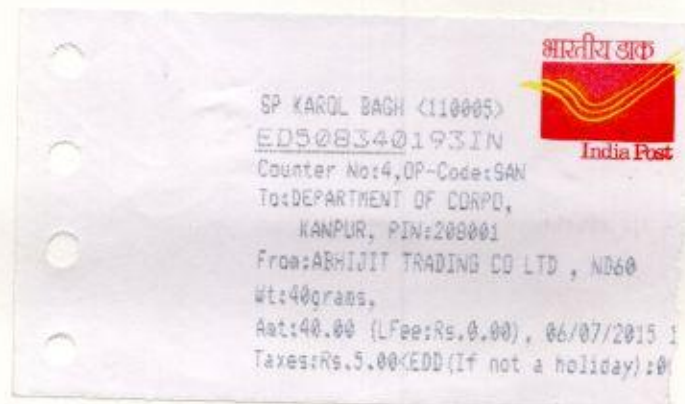 भारतीय डाक
India Post
SP KAROL BAGH <110005>
ED508340193IN
Counter No:4,OP-Code:SAN
To:DEPARTMENT OF CORPO,
KANPUR, PIN:208001
From:ABHIJIT TRADING CO LTD , ND60
Wt:40grams,
Amt:40.00 (LFee:Rs.0.00), 06/07/2015 1
Taxes:Rs.5.00<EDD(If not a holiday):0